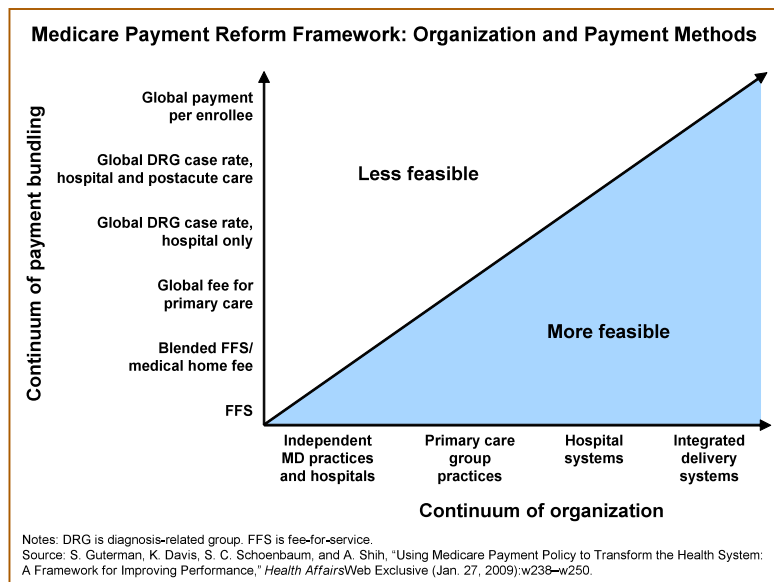 Medicare Payment Reform Framework: Organization and Payment Methods
Continuum of payment bundling
Global payment
per enrollee
Global DRG case rate,
hospital and postacute care
Global DRG case rate,
hospital only
Global fee for
primary care
Blended FFS/
medical home fee
FFS
Less feasible
More feasible
Independent
MD practices
and hospitals
Primary care
group
practices
Hospital
systems
Integrated
delivery
systems
Continuum of organization
Notes: DRG is diagnosis-related group. FFS is fee-for-service.
Source: S. Guterman, K. Davis, S. C. Schoenbaum, and A. Shih, “Using Medicare Payment Policy to Transform the Health System:
A Framework for Improving Performance,” Health AffairsWeb Exclusive (Jan. 27, 2009):w238–w250.